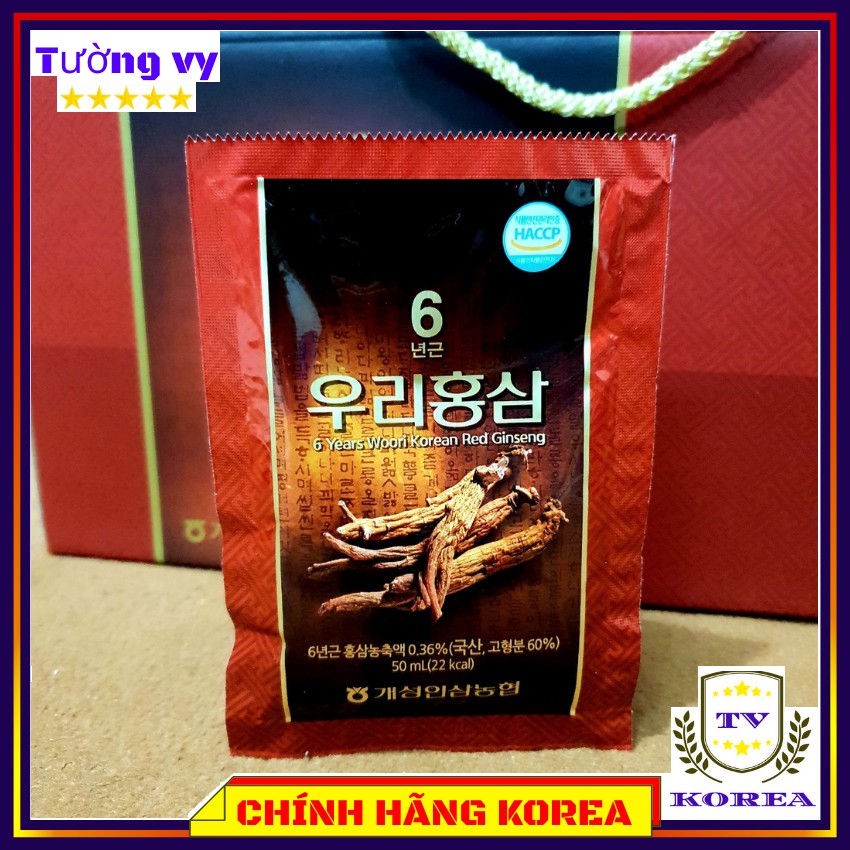 Tường vy
HACCP
6
년근
우리홍삼
6 Years Woori Korean Red Ginseng
6년근 홍삼농축액 0.36%(국산, 고형분 60%)
50 mL(22 kcal)
개성인삼농협
TV
KOREA
CHÍNH HÃNG KOREA